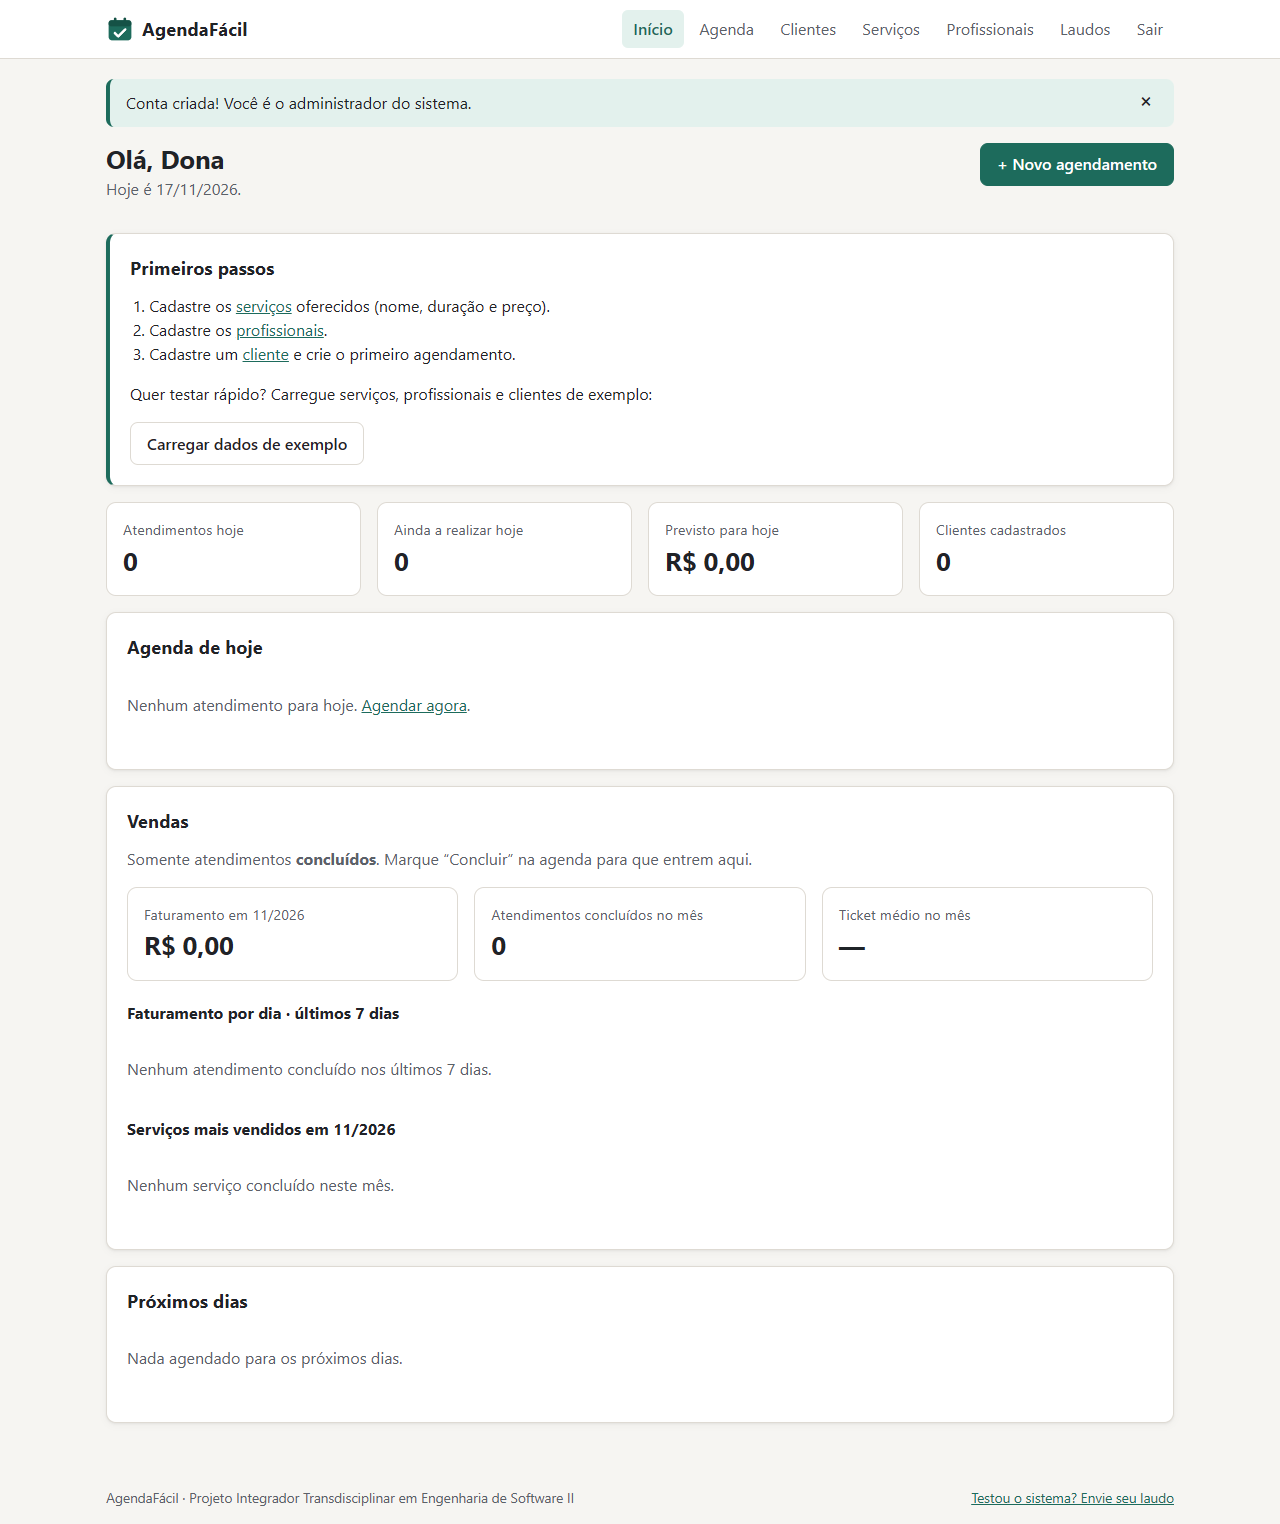 AgendaFácil
Início Agenda Clientes Serviços Profissionais Laudos Sair
Conta criada! Você é o administrador do sistema. ×
Olá, Dona
Hoje é 17/11/2026.
+ Novo agendamento
Primeiros passos
1. Cadastre os serviços oferecidos (nome, duração e preço).
2. Cadastre os profissionais.
3. Cadastre um cliente e crie o primeiro agendamento.
Quer testar rápido? Carregue serviços, profissionais e clientes de exemplo:
Carregar dados de exemplo
Atendimentos hoje
0
Ainda a realizar hoje
0
Previsto para hoje
R$ 0,00
Clientes cadastrados
0
Agenda de hoje
Nenhum atendimento para hoje. Agendar agora.
Vendas
Somente atendimentos concluídos. Marque “Concluir” na agenda para que entrem aqui.
Faturamento em 11/2026
R$ 0,00
Atendimentos concluídos no mês
0
Ticket médio no mês
—
Faturamento por dia · últimos 7 dias
Nenhum atendimento concluído nos últimos 7 dias.
Serviços mais vendidos em 11/2026
Nenhum serviço concluído neste mês.
Próximos dias
Nada agendado para os próximos dias.
AgendaFácil · Projeto Integrador Transdisciplinar em Engenharia de Software II
Testou o sistema? Envie seu laudo